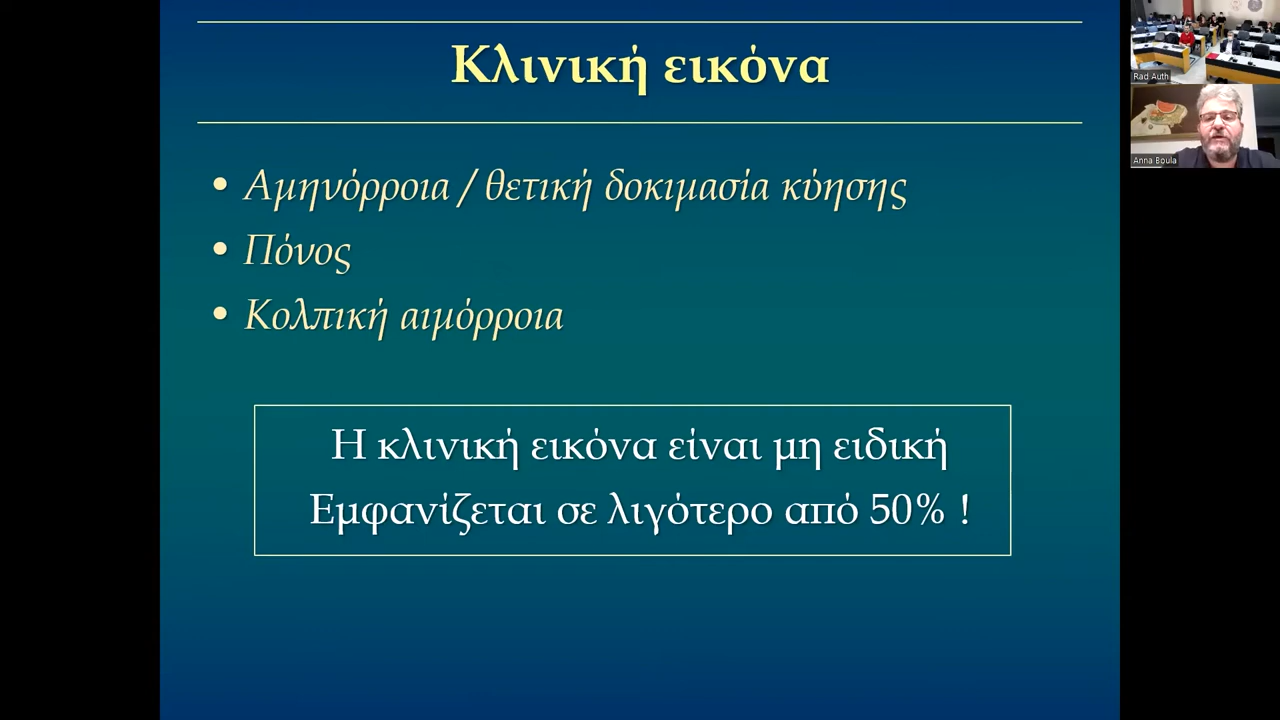 Κλινική εικόνα
• Αμηνόρροια / θετική δοκιμασία κύησης
• Πόνος
• Κολπική αιμόρροια
Η κλινική εικόνα είναι μη ειδική
Εμφανίζεται σε λιγότερο από 50% !
Rad Auth
Anna Boula